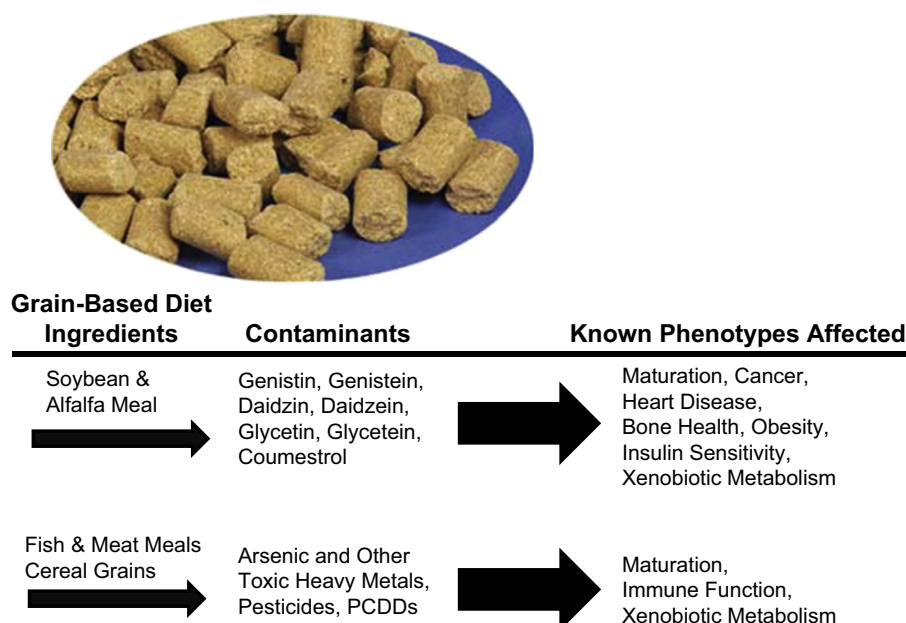 Grain-Based Diet
Ingredients
Contaminants
Known Phenotypes Affected
Soybean &
Alfalfa Meal
Genistin, Genistein,
Daidzin, Daidzein,
Glycetin, Glycetein,
Coumestrol
Maturation, Cancer,
Heart Disease,
Bone Health, Obesity,
Insulin Sensitivity,
Xenobiotic Metabolism
Fish & Meat Meals
Cereal Grains
Arsenic and Other
Toxic Heavy Metals,
Pesticides, PCDDs
Maturation,
Immune Function,
Xenobiotic Metabolism